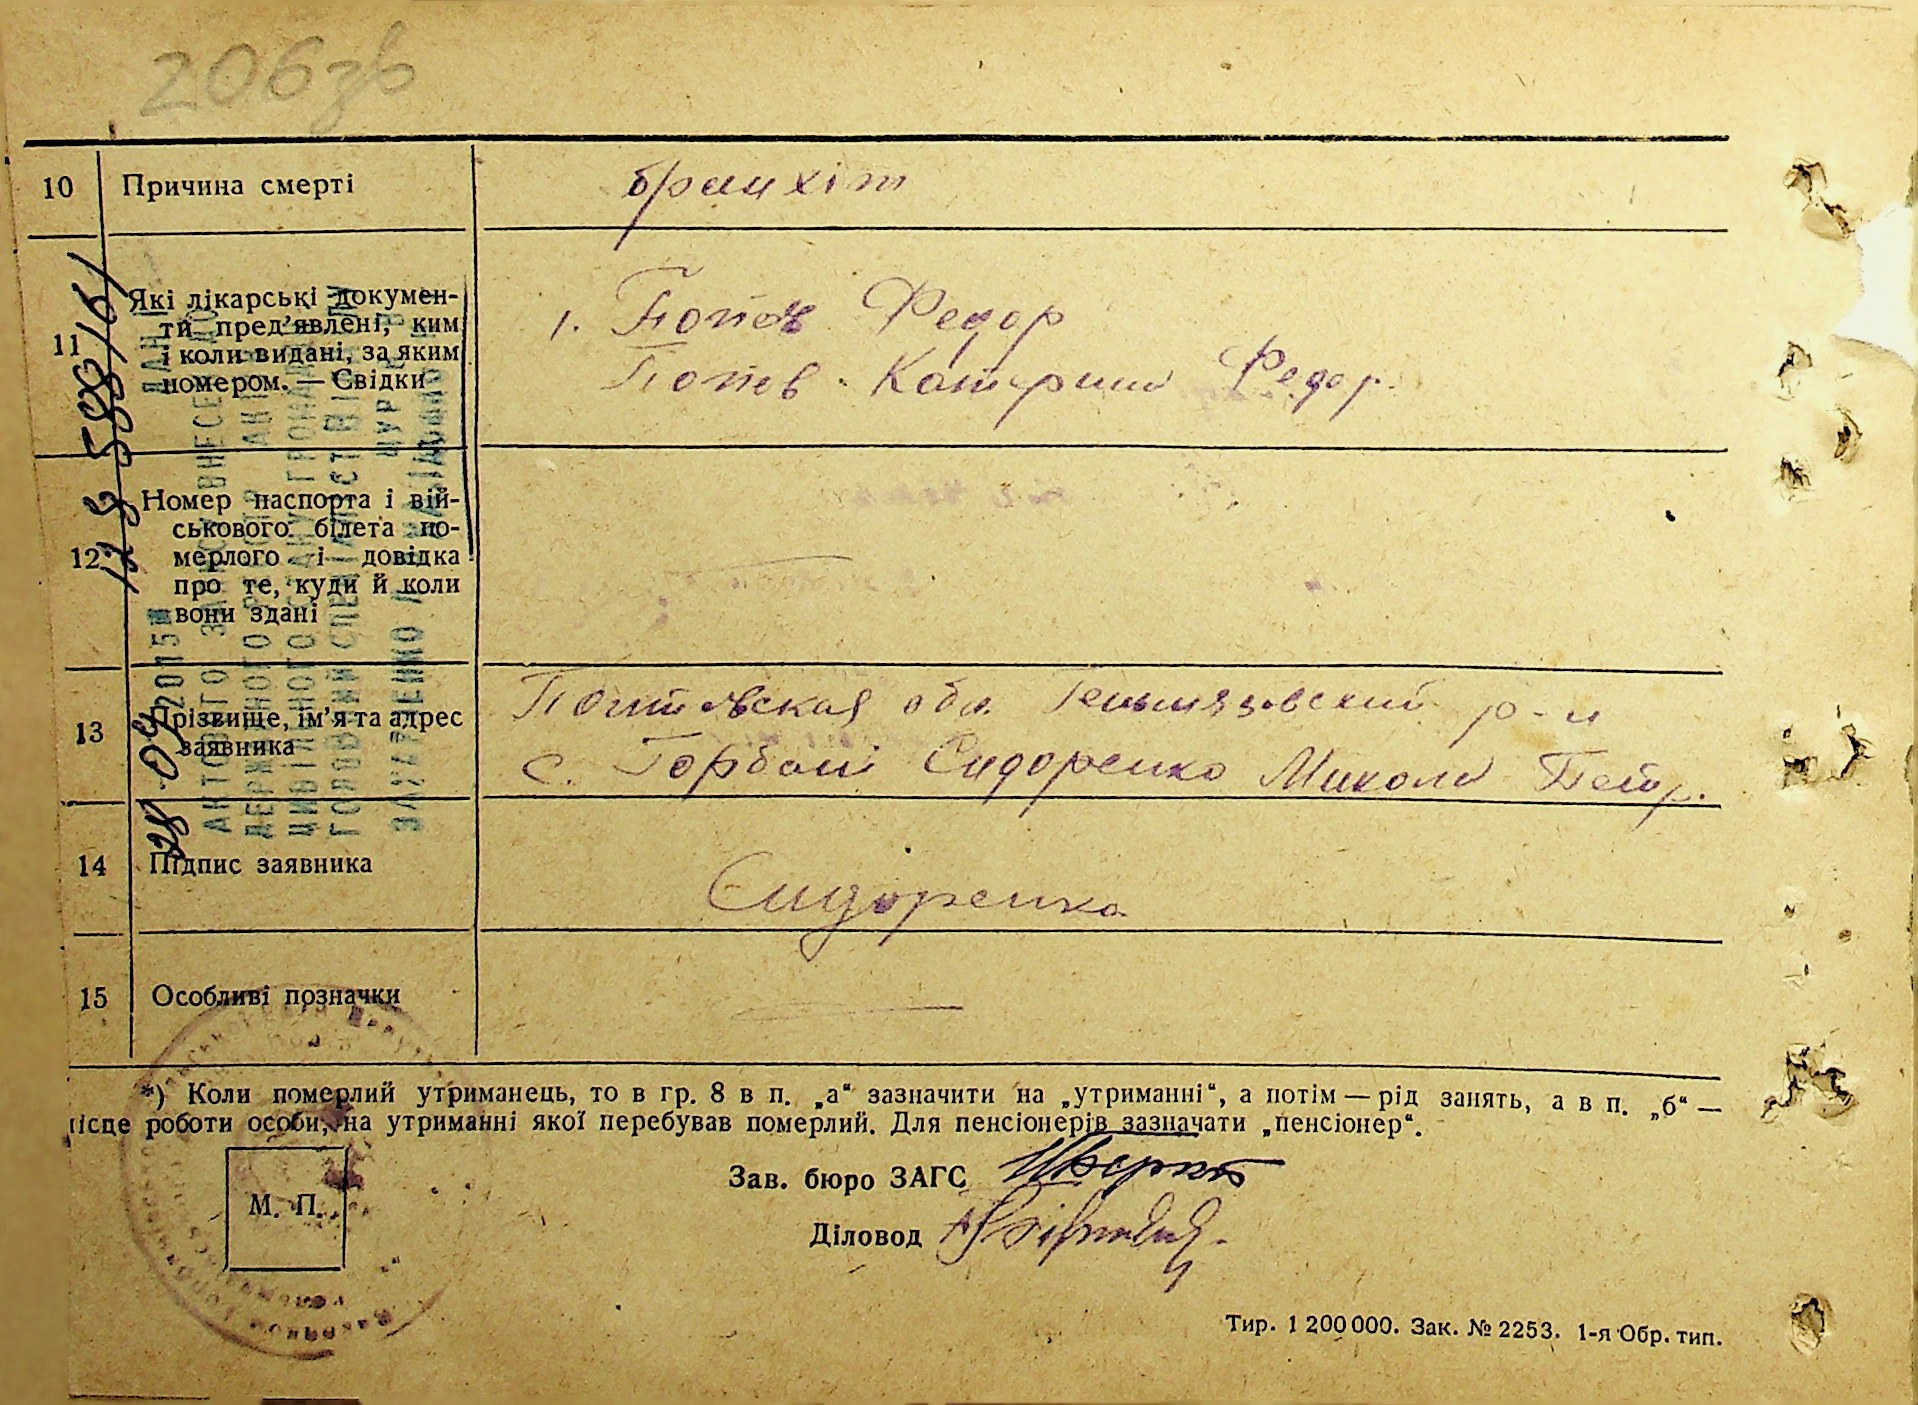 206зв
10 Причина смерті
бранхіт
11 Які лікарські документи
ти пред’явлені, ким
і коли видані, за яким
номером. — Свідки
1. Попов Федор
Попов Катерина Федор.
12 Номер паспорта і вій-
ськового білета по-
мерлого і довідка
про те, куди й коли
вони здані
13 Прізвище, ім’я та адрес
заявника
Полтавская обл. Гельмязовский р-н
с. Горбані Сидоренко Микола Петр.
14 Підпис заявника
Сидоренко
15 Особливі позначки
*) Коли померлий утриманець, то в гр. 8 в п. „а“ зазначити на „утриманні“, а потім — рід занять, а в п. „б“ —
місце роботи особи, на утриманні якої перебував померлий. Для пенсіонерів зазначати „пенсіонер“.
М. П.
Зав. бюро ЗАГС
Діловод
Тир. 1 200 000. Зак. № 2253. 1-я Обр. тип.